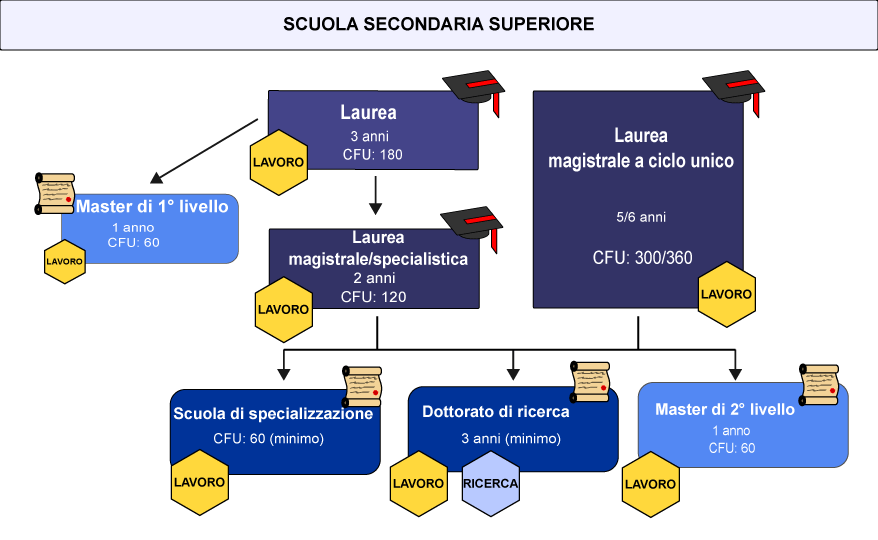 SCUOLA SECONDARIA SUPERIORE
Laurea
3 anni
CFU: 180
LAVORO
Laurea
magistrale a ciclo unico
5/6 anni
CFU: 300/360
LAVORO
Master di 1° livello
1 anno
CFU: 60
LAVORO
Laurea
magistrale/specialistica
2 anni
CFU: 120
LAVORO
Scuola di specializzazione
CFU: 60 (minimo)
LAVORO
Dottorato di ricerca
3 anni (minimo)
LAVORO
RICERCA
Master di 2° livello
1 anno
CFU: 60
LAVORO